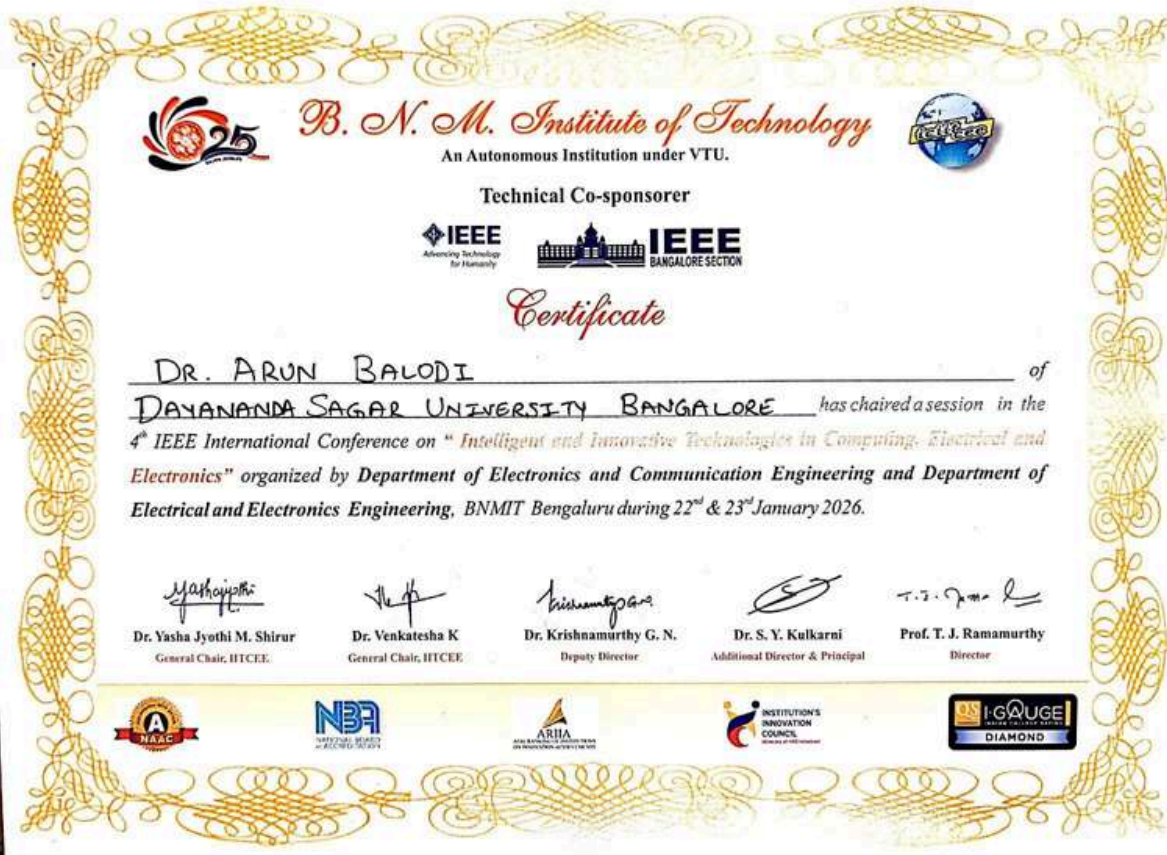 25
B. N. M. Institute of Technology
An Autonomous Institution under VTU.
Technical Co-sponsorer
IEEE
Advancing Technology
for Humanity
IEEE
BANGALORE SECTION
Certificate
DR. ARUN BALODI of
DAYANANDA SAGAR UNIVERSITY BANGALORE has chaired a session in the
4th IEEE International Conference on " Intelligent and Innovative Technologies in Computing, Electrical and
Electronics" organized by Department of Electronics and Communication Engineering and Department of
Electrical and Electronics Engineering, BNMIT Bengaluru during 22nd & 23rd January 2026.
Dr. Yasha Jyothi M. Shirur
General Chair, IITCEE
Dr. Venkatesha K
General Chair, IITCEE
Dr. Krishnamurthy G. N.
Deputy Director
Dr. S. Y. Kulkarni
Additional Director & Principal
Prof. T. J. Ramamurthy
Director
A
NAAC
NBA
NATIONAL BOARD
of ACCREDITATION
ARIIA
INSTITUTION'S
INNOVATION
COUNCIL
QS I·GAUGE
DIAMOND